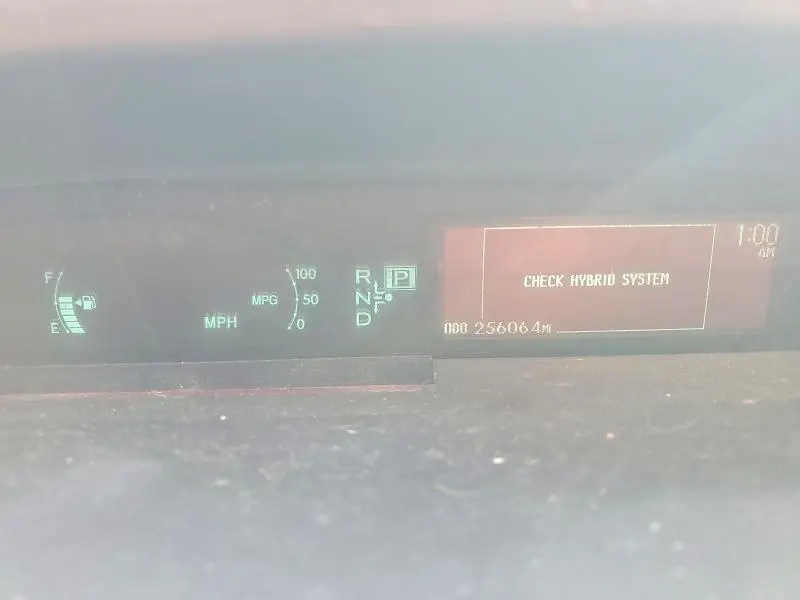 F
E
MPH
MPG
100
50
0
R
N
D
P
CHECK HYBRID SYSTEM
1:00
AM
ODO 256064MI